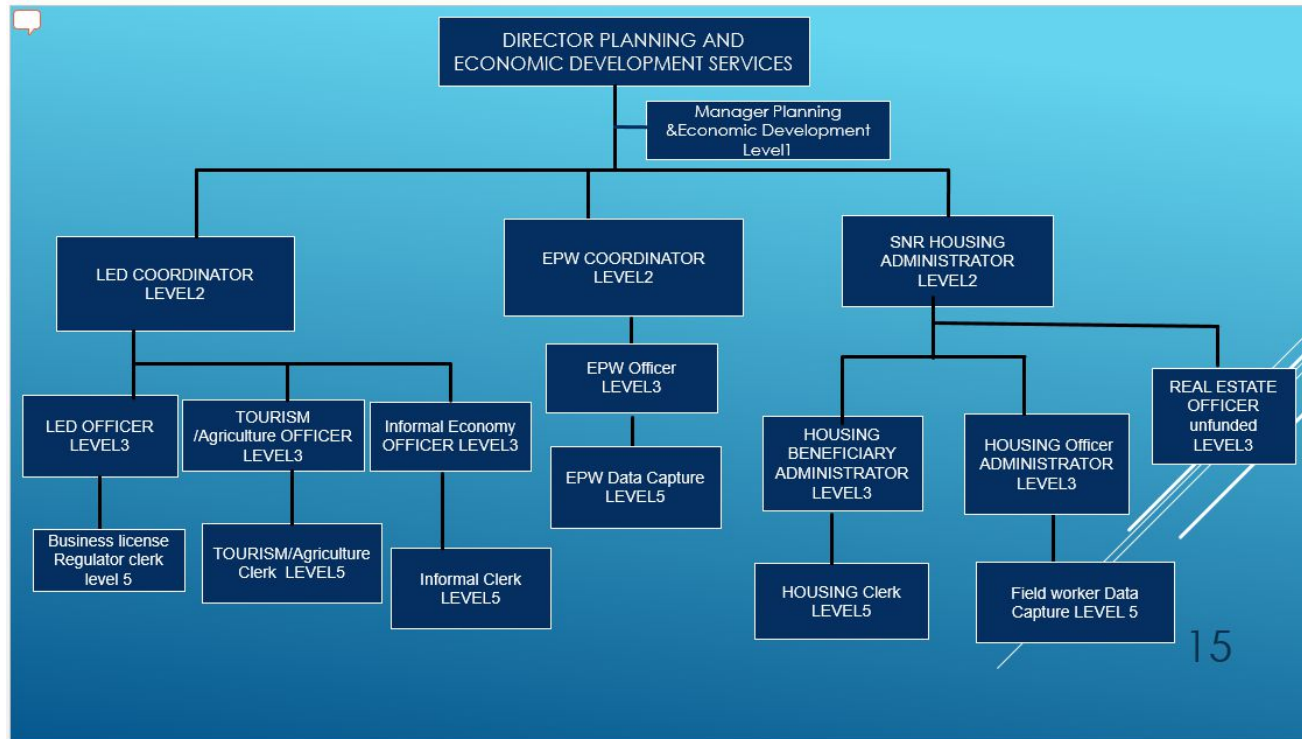 DIRECTOR PLANNING AND
ECONOMIC DEVELOPMENT SERVICES
Manager Planning
&Economic Development
Level1
LED COORDINATOR
LEVEL2
EPW COORDINATOR
LEVEL2
SNR HOUSING
ADMINISTRATOR
LEVEL2
LED OFFICER
LEVEL3
TOURISM
/Agriculture OFFICER
LEVEL3
Informal Economy
OFFICER LEVEL3
EPW Officer
LEVEL3
HOUSING
BENEFICIARY
ADMINISTRATOR
LEVEL3
HOUSING Officer
ADMINISTRATOR
LEVEL3
REAL ESTATE
OFFICER
unfunded
LEVEL3
Business license
Regulator clerk
level 5
TOURISM/Agriculture
Clerk LEVEL5
Informal Clerk
LEVEL5
EPW Data Capture
LEVEL5
HOUSING Clerk
LEVEL5
Field worker Data
Capture LEVEL 5
15